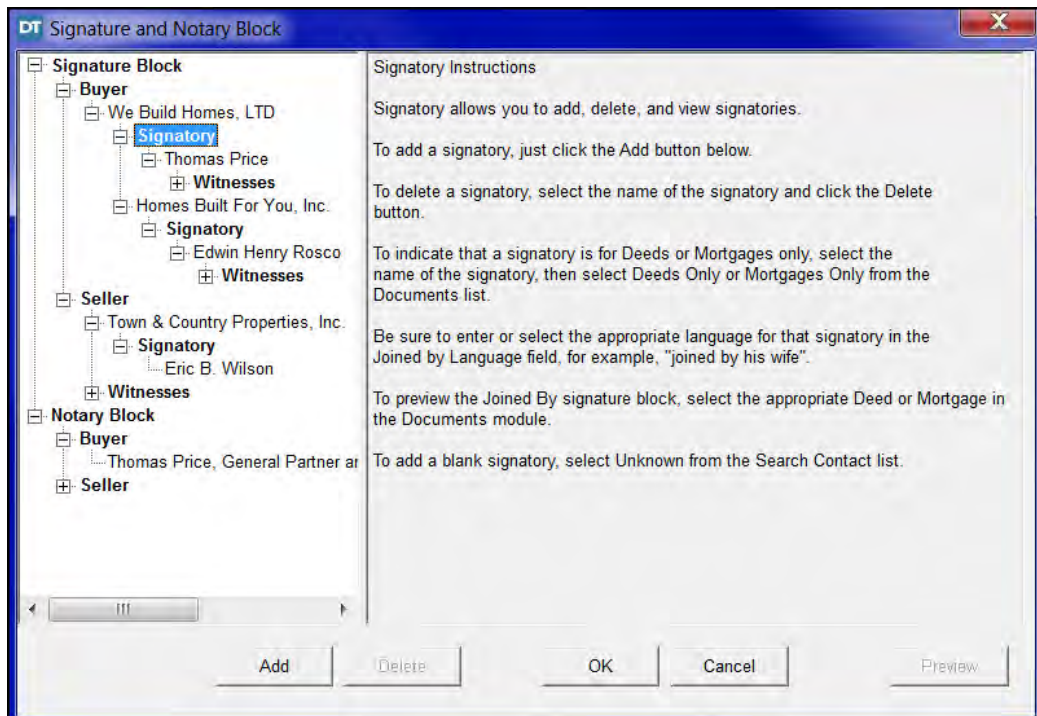 DT Signature and Notary Block
X
Signature Block
Buyer
We Build Homes, LTD
Signatory
Thomas Price
Witnesses
Homes Built For You, Inc.
Signatory
Edwin Henry Rosco
Witnesses
Seller
Town & Country Properties, Inc.
Signatory
Eric B. Wilson
Witnesses
Notary Block
Buyer
Thomas Price, General Partner ar
Seller
Signatory Instructions
Signatory allows you to add, delete, and view signatories.
To add a signatory, just click the Add button below.
To delete a signatory, select the name of the signatory and click the Delete
button.
To indicate that a signatory is for Deeds or Mortgages only, select the
name of the signatory, then select Deeds Only or Mortgages Only from the
Documents list.
Be sure to enter or select the appropriate language for that signatory in the
Joined by Language field, for example, "joined by his wife".
To preview the Joined By signature block, select the appropriate Deed or Mortgage in
the Documents module.
To add a blank signatory, select Unknown from the Search Contact list.
Add
Delete
OK
Cancel
Preview